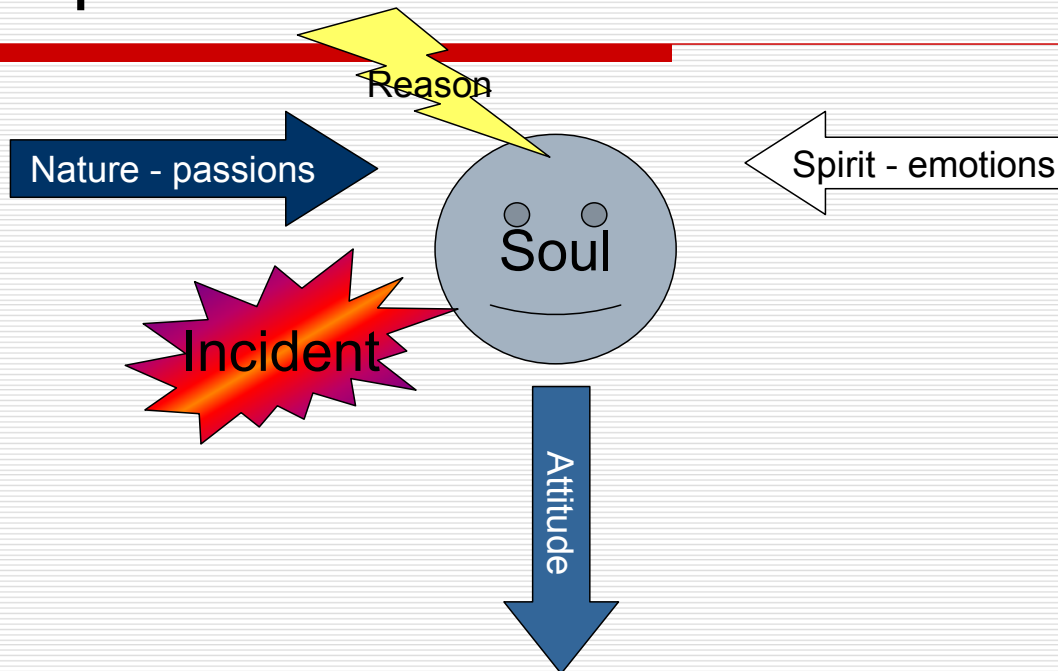 Reason
Nature - passions
Spirit - emotions
Soul
Incident
Attitude